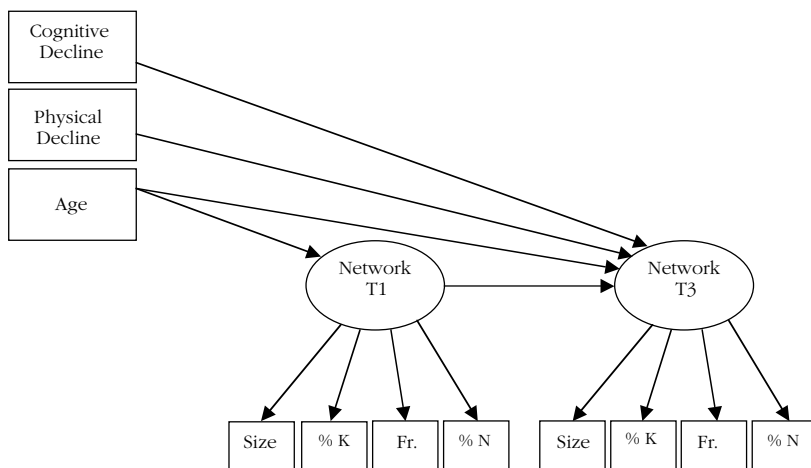 Cognitive
Decline
Physical
Decline
Age
Network
T1
Network
T3
Size
% K
Fr.
% N
Size
% K
Fr.
% N